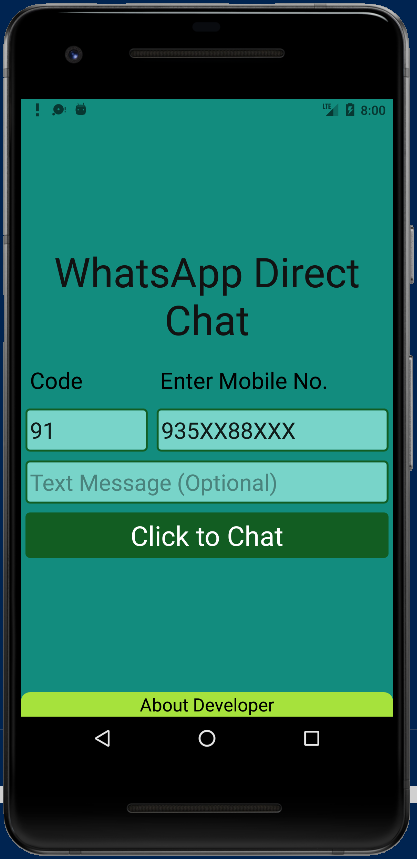 LTE 8:00
WhatsApp Direct
Chat
Code Enter Mobile No.
91 935XX88XXX
Text Message (Optional)
Click to Chat
About Developer